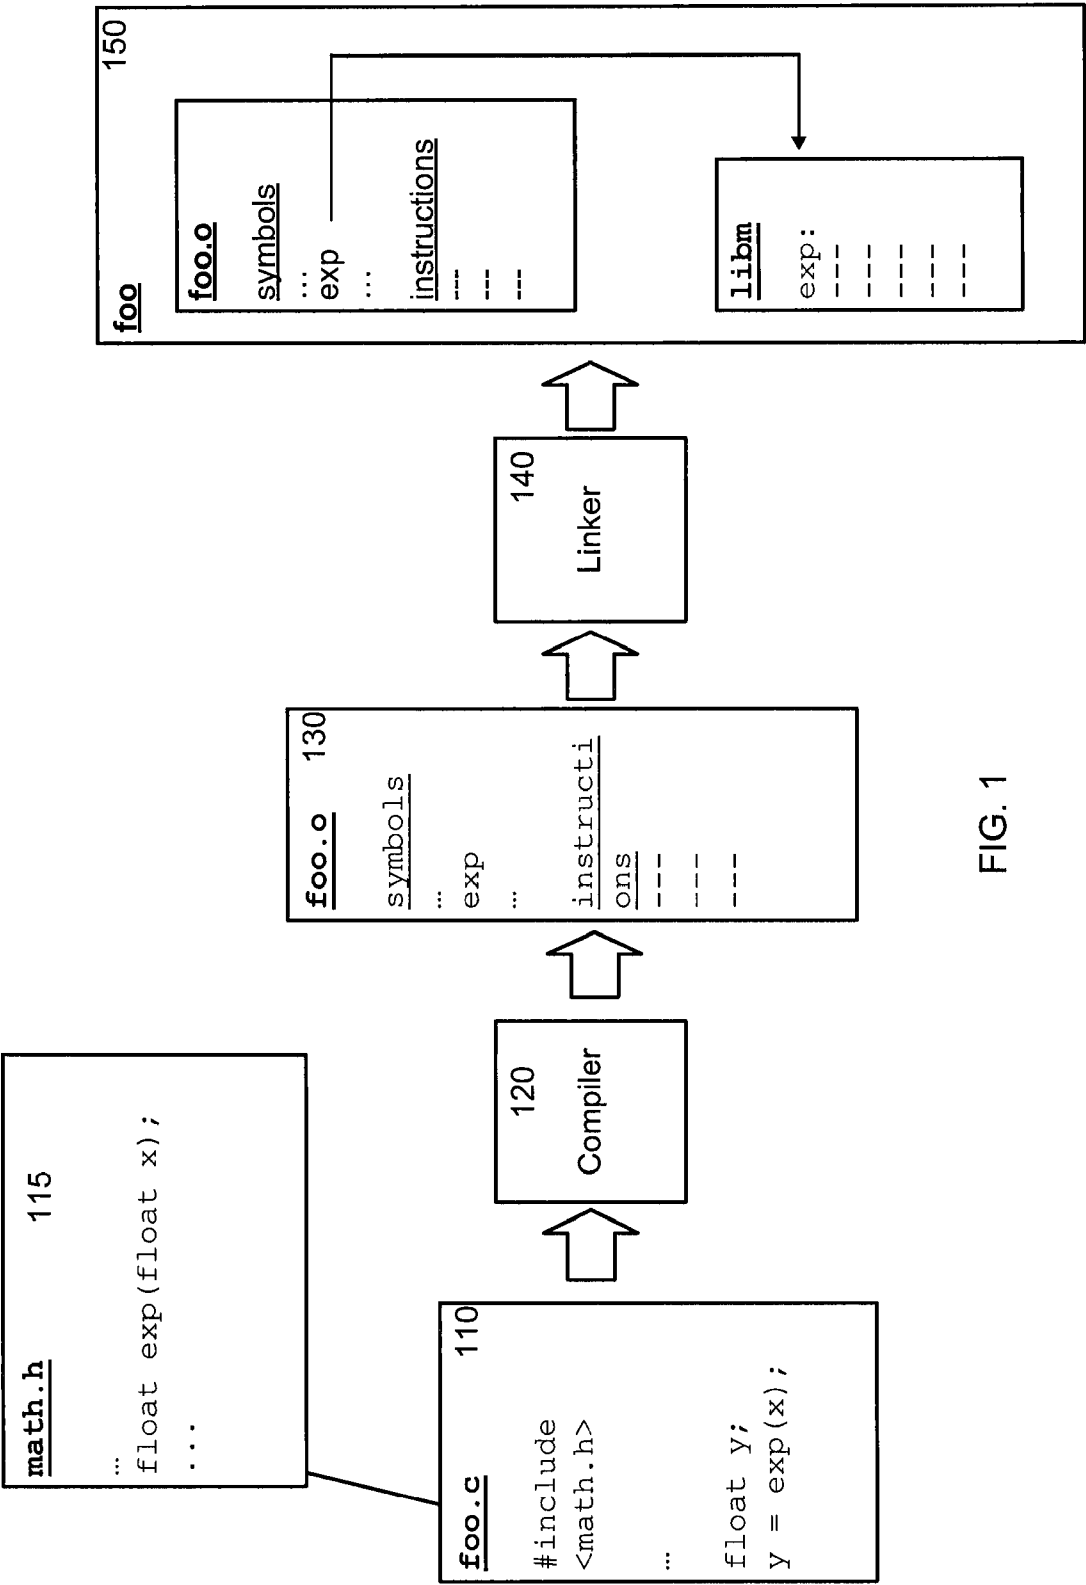 math.h 115
...
float exp(float x);
...
foo.c 110
#include
<math.h>
...
float y;
y = exp(x);
120
Compiler
foo.o 130
symbols
...
exp
...
instructi
ons
---
---
---
140
Linker
foo 150
foo.o
symbols
...
exp
...
instructions
---
---
---
libm
exp:
---
---
---
---
---
FIG. 1